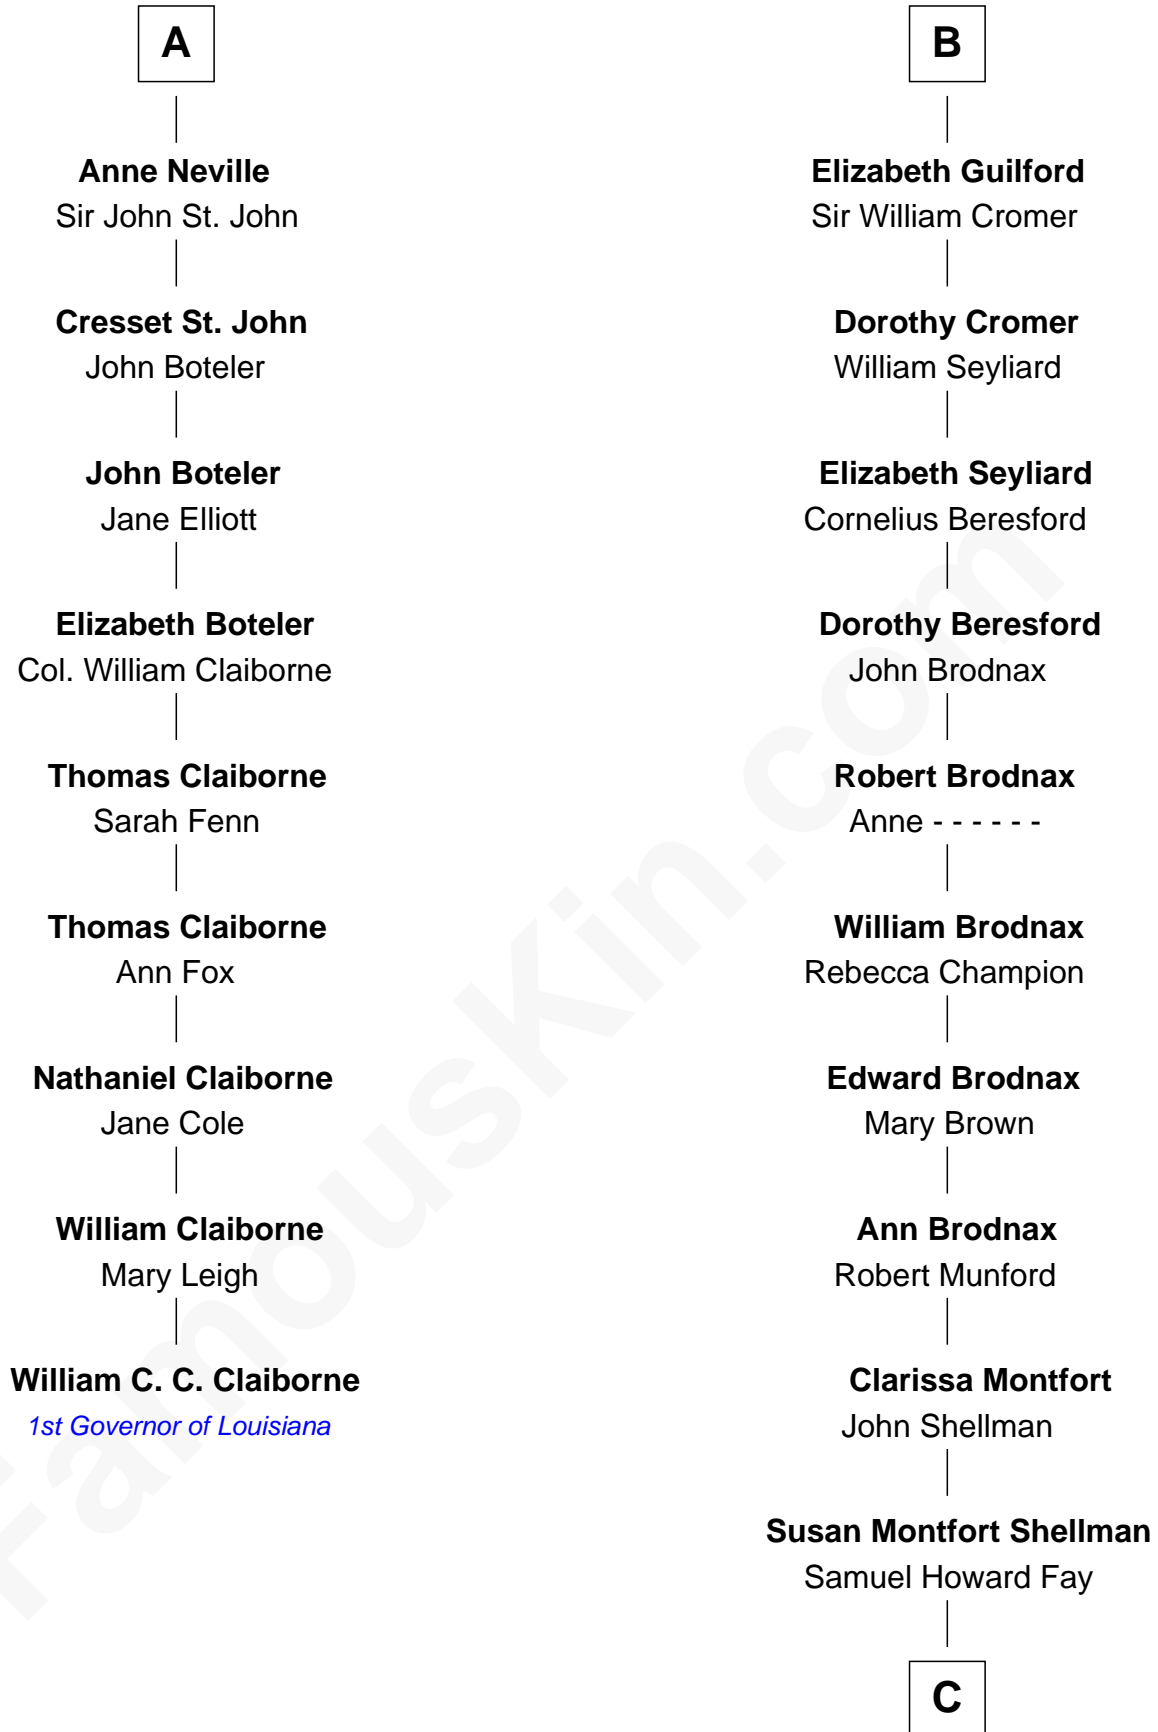 A
Anne Neville
Sir John St. John
Cresset St. John
John Boteler
John Boteler
Jane Elliott
Elizabeth Boteler
Col. William Claiborne
Thomas Claiborne
Sarah Fenn
Thomas Claiborne
Ann Fox
Nathaniel Claiborne
Jane Cole
William Claiborne
Mary Leigh
William C. C. Claiborne
1st Governor of Louisiana
B
Elizabeth Guilford
Sir William Cromer
Dorothy Cromer
William Seyliard
Elizabeth Seyliard
Cornelius Beresford
Dorothy Beresford
John Brodnax
Robert Brodnax
Anne - - - - - -
William Brodnax
Rebecca Champion
Edward Brodnax
Mary Brown
Ann Brodnax
Robert Munford
Clarissa Montfort
John Shellman
Susan Montfort Shellman
Samuel Howard Fay
C
FamousKin.com